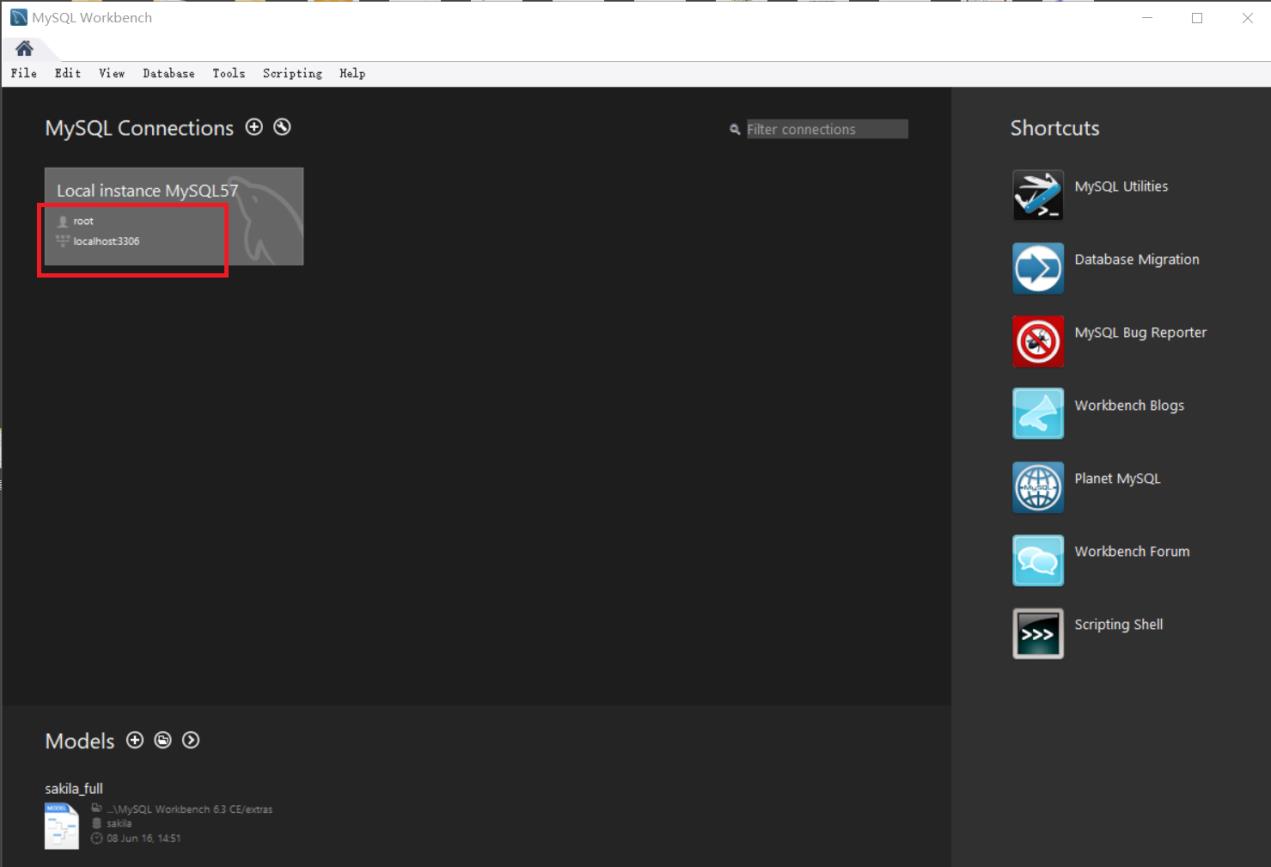 MySQL Workbench
File Edit View Database Tools Scripting Help
MySQL Connections
Filter connections
Local instance MySQL57
root
localhost:3306
Shortcuts
MySQL Utilities
Database Migration
MySQL Bug Reporter
Workbench Blogs
MySQL
Planet MySQL
Workbench Forum
>>>
Scripting Shell
Models
sakila_full
MODEL
...\MySQL Workbench 6.3 CE/extras
sakila
08 Jun 16, 14:51